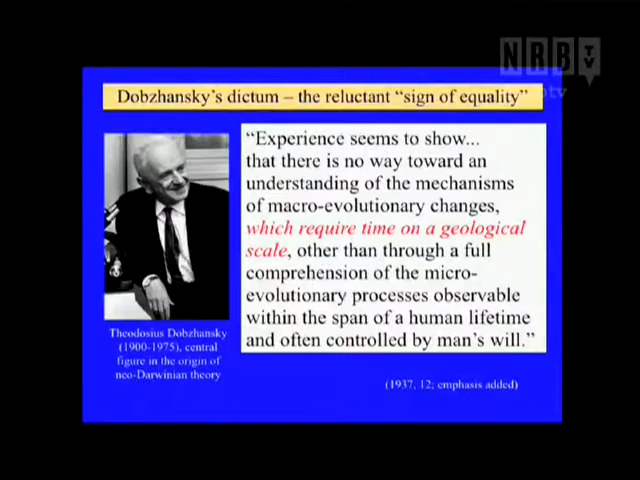 NRB TV
Dobzhansky's dictum – the reluctant "sign of equality"
"Experience seems to show...
that there is no way toward an
understanding of the mechanisms
of macro-evolutionary changes,
which require time on a geological
scale, other than through a full
comprehension of the micro-
evolutionary processes observable
within the span of a human lifetime
and often controlled by man's will."
Theodosius Dobzhansky
(1900-1975), central
figure in the origin of
neo-Darwinian theory
(1937, 12; emphasis added)